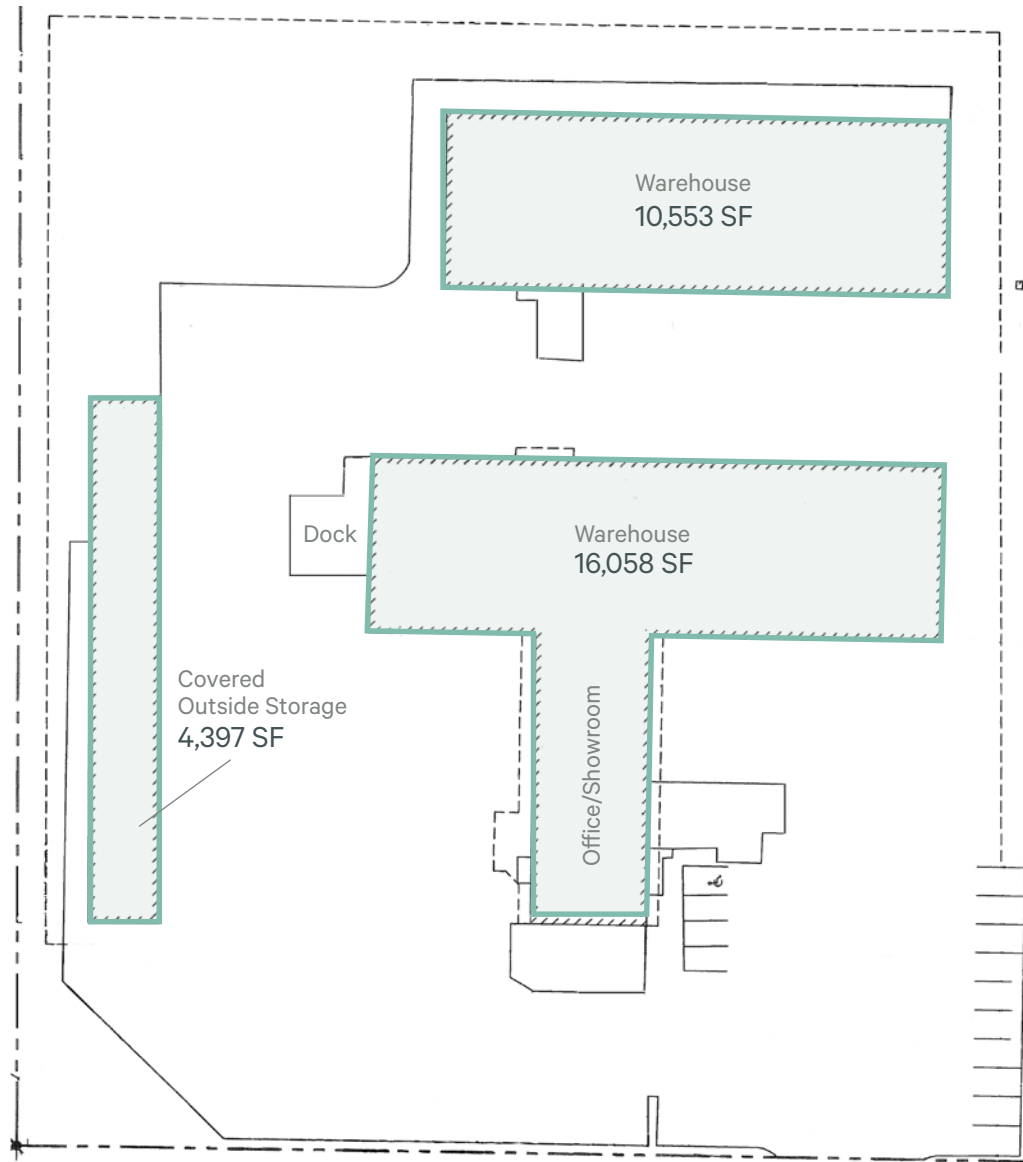 Warehouse
10,553 SF
Dock
Warehouse
16,058 SF
Covered
Outside Storage
4,397 SF
Office/Showroom